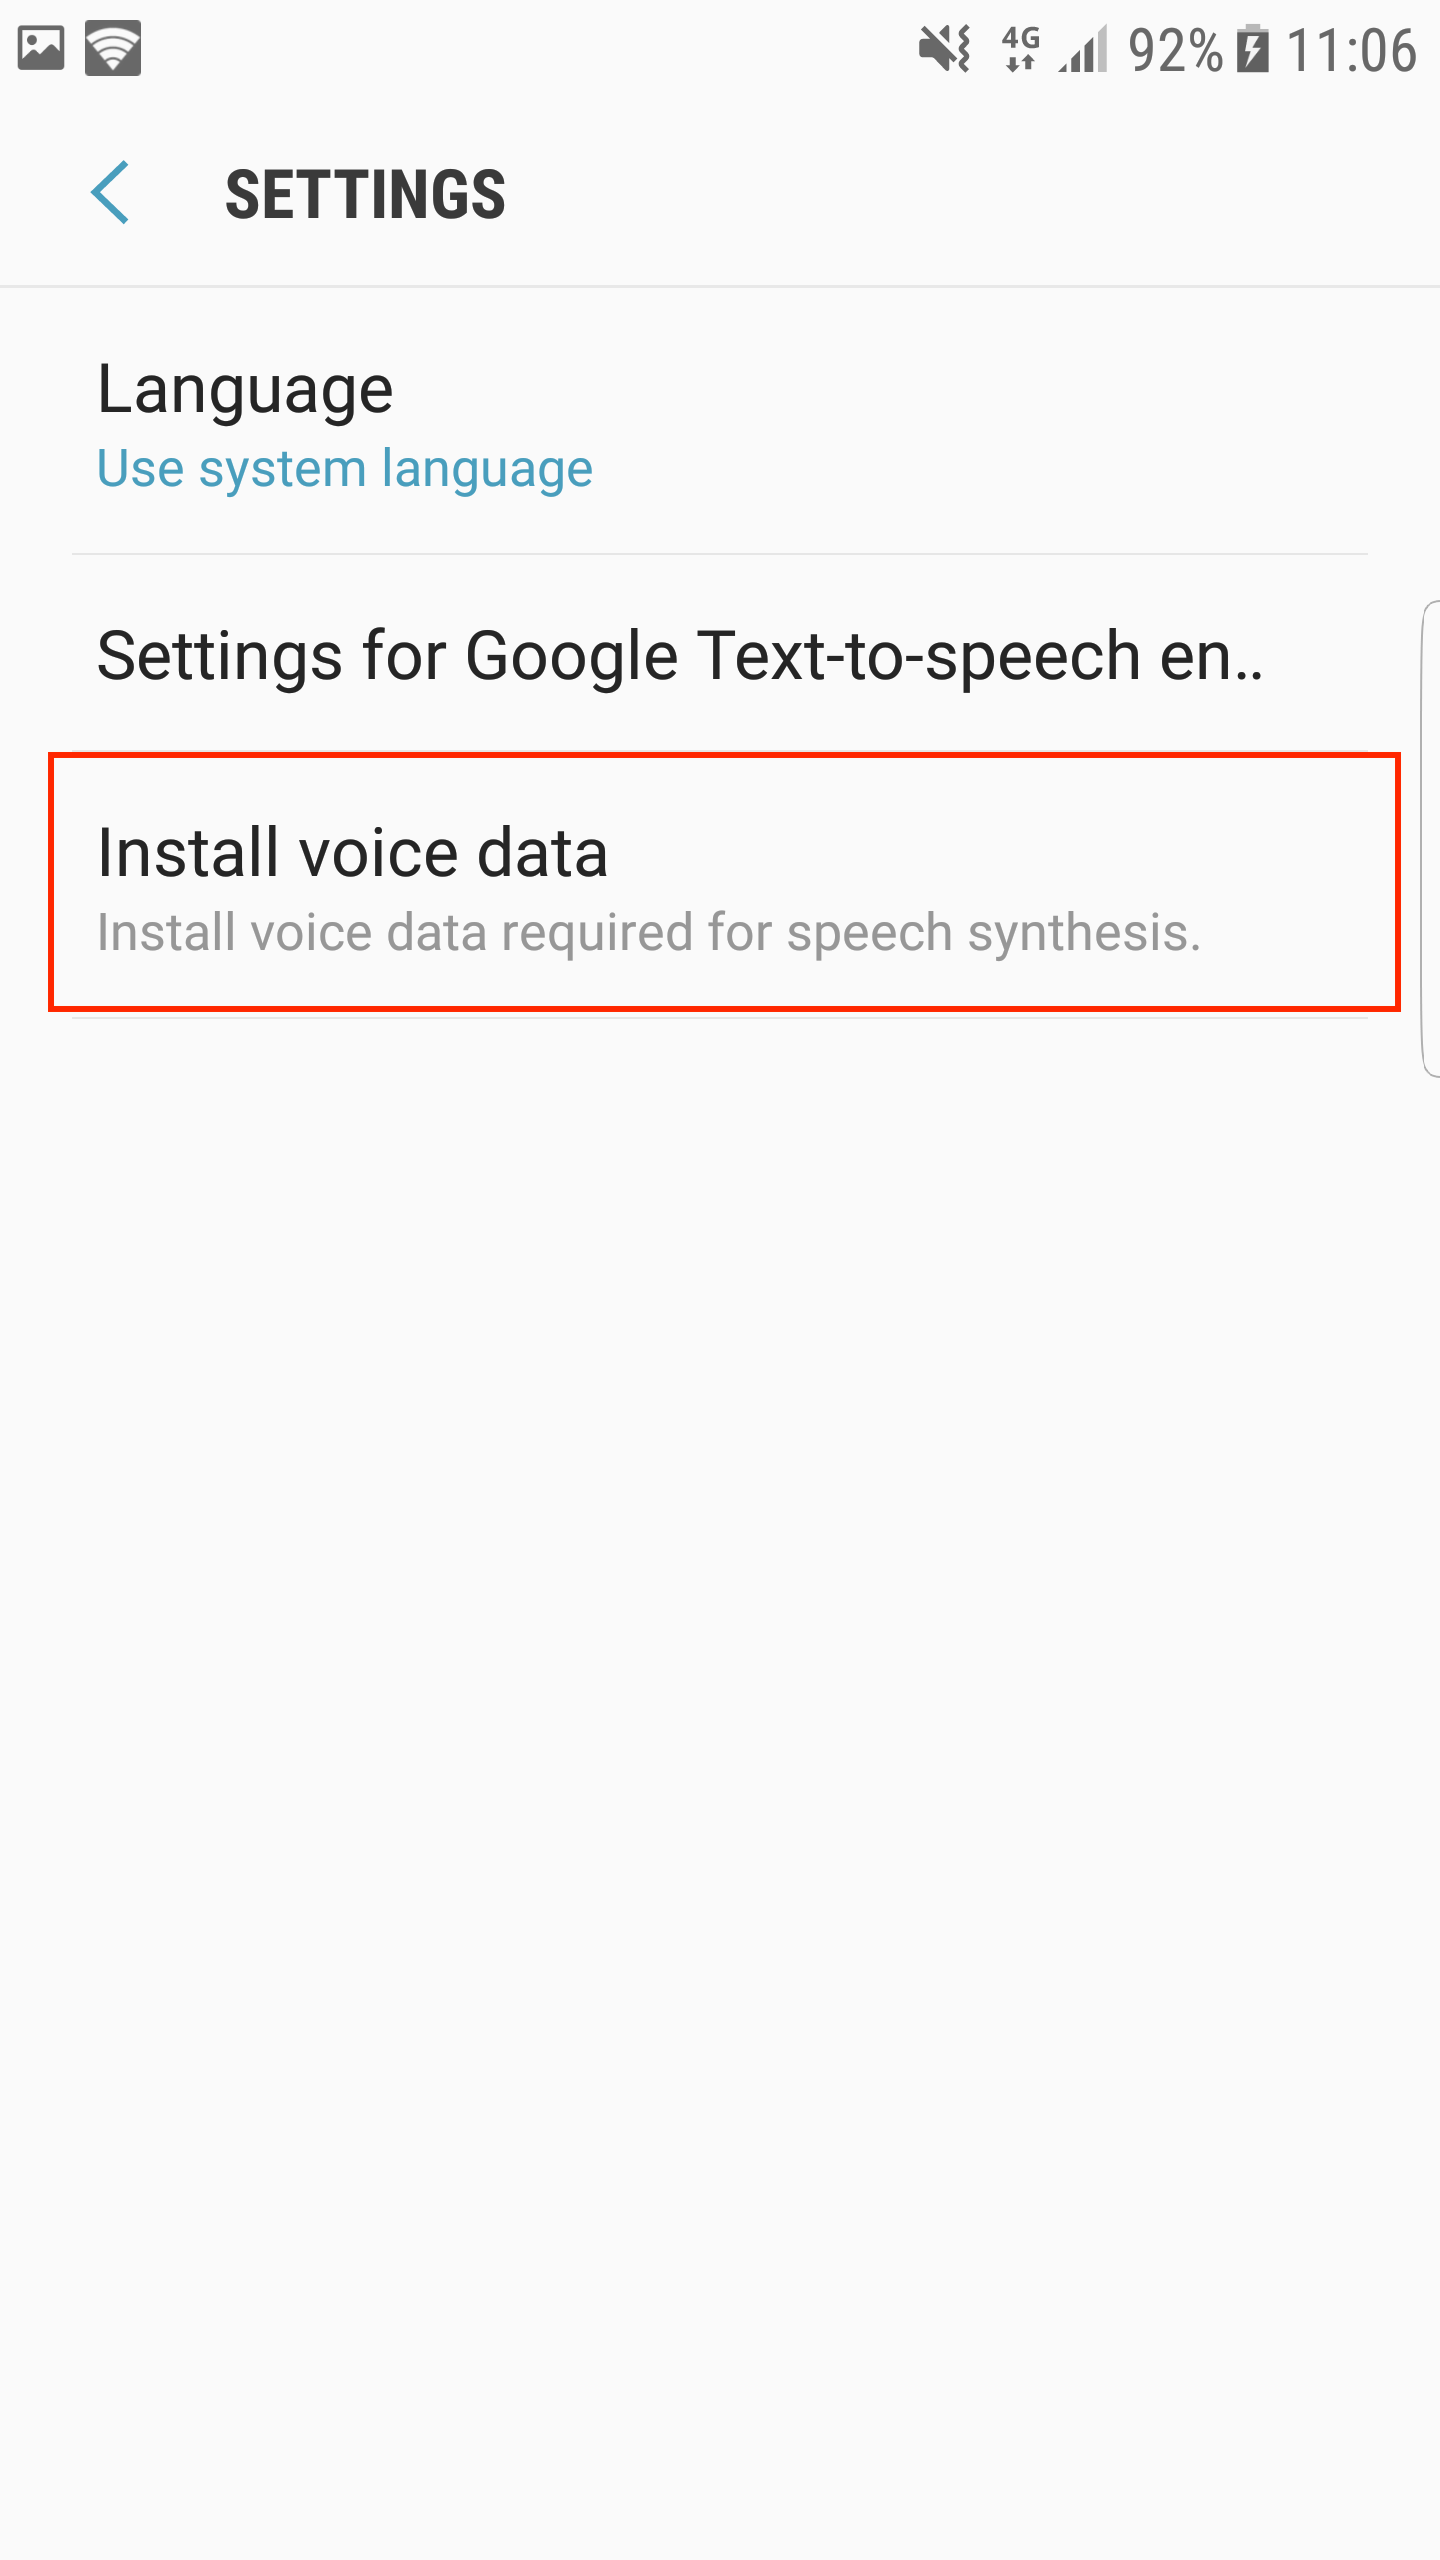 4G 92% 11:06
SETTINGS
Language
Use system language
Settings for Google Text-to-speech en..
Install voice data
Install voice data required for speech synthesis.